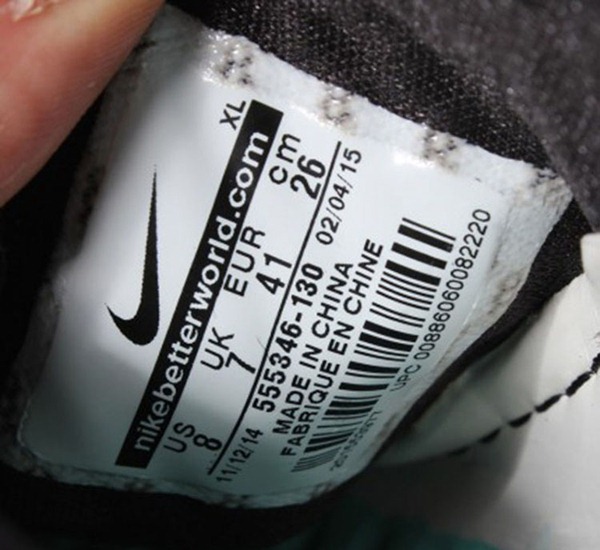 XL
nikebetterworld.com
US UK EUR cm
8 7 41 26
11/12/14 555346-130 02/04/15
MADE IN CHINA
FABRIQUE EN CHINE
UPC 00886060082220